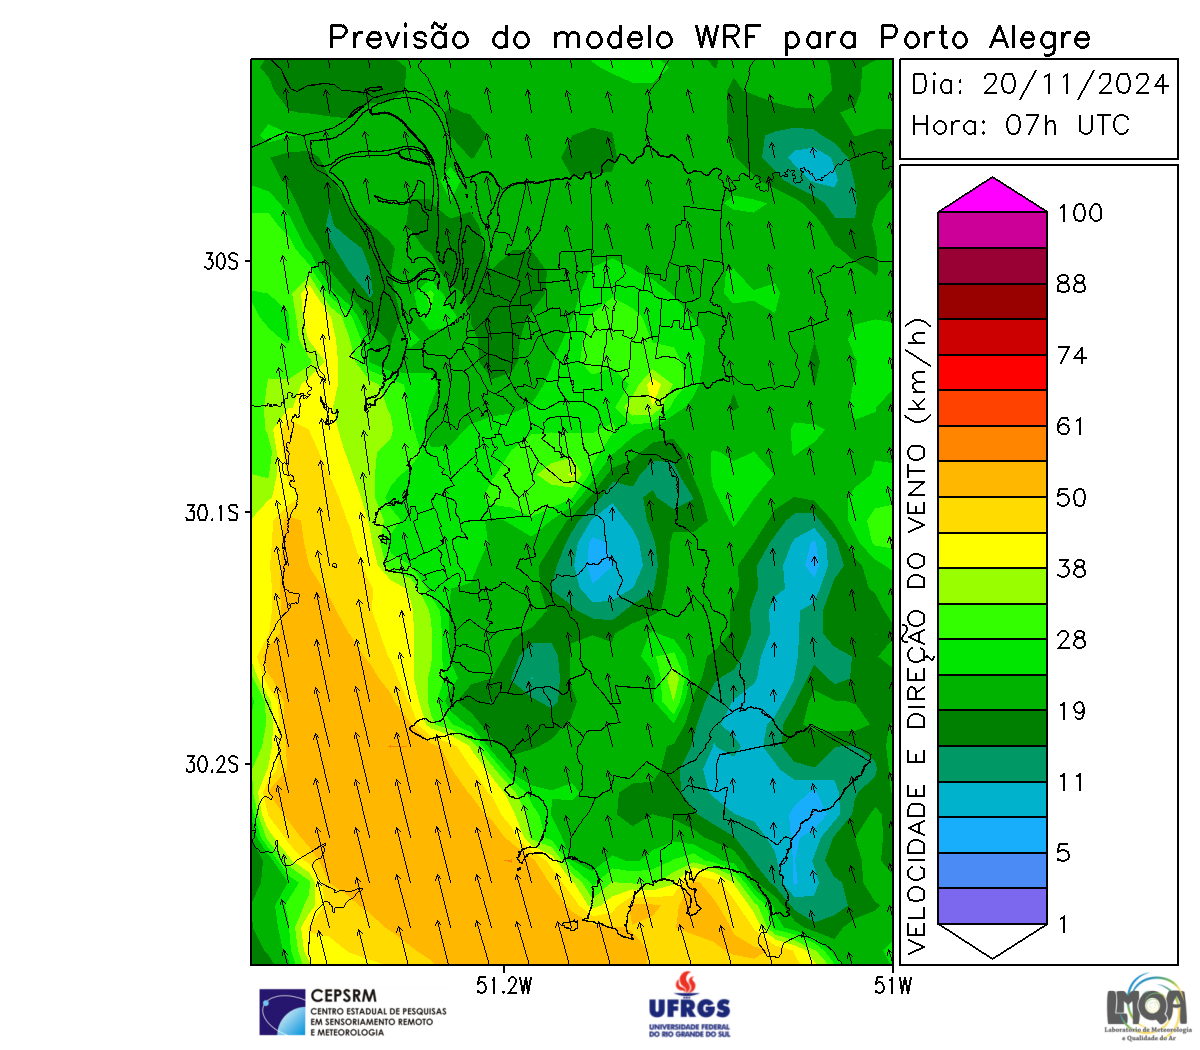 Previsão do modelo WRF para Porto Alegre
Dia: 20/11/2024
Hora: 07h UTC
100
88
74
61
50
38
28
19
11
5
1
VELOCIDADE E DIREÇÃO DO VENTO (km/h)
30S
30.1S
30.2S
51.2W
51W
CEPSRM
CENTRO ESTADUAL DE PESQUISAS
EM SENSORIAMENTO REMOTO
E METEOROLOGIA
UFRGS
UNIVERSIDADE FEDERAL
DO RIO GRANDE DO SUL
LMQA
Laboratório de Meteorologia
e Qualidade do Ar